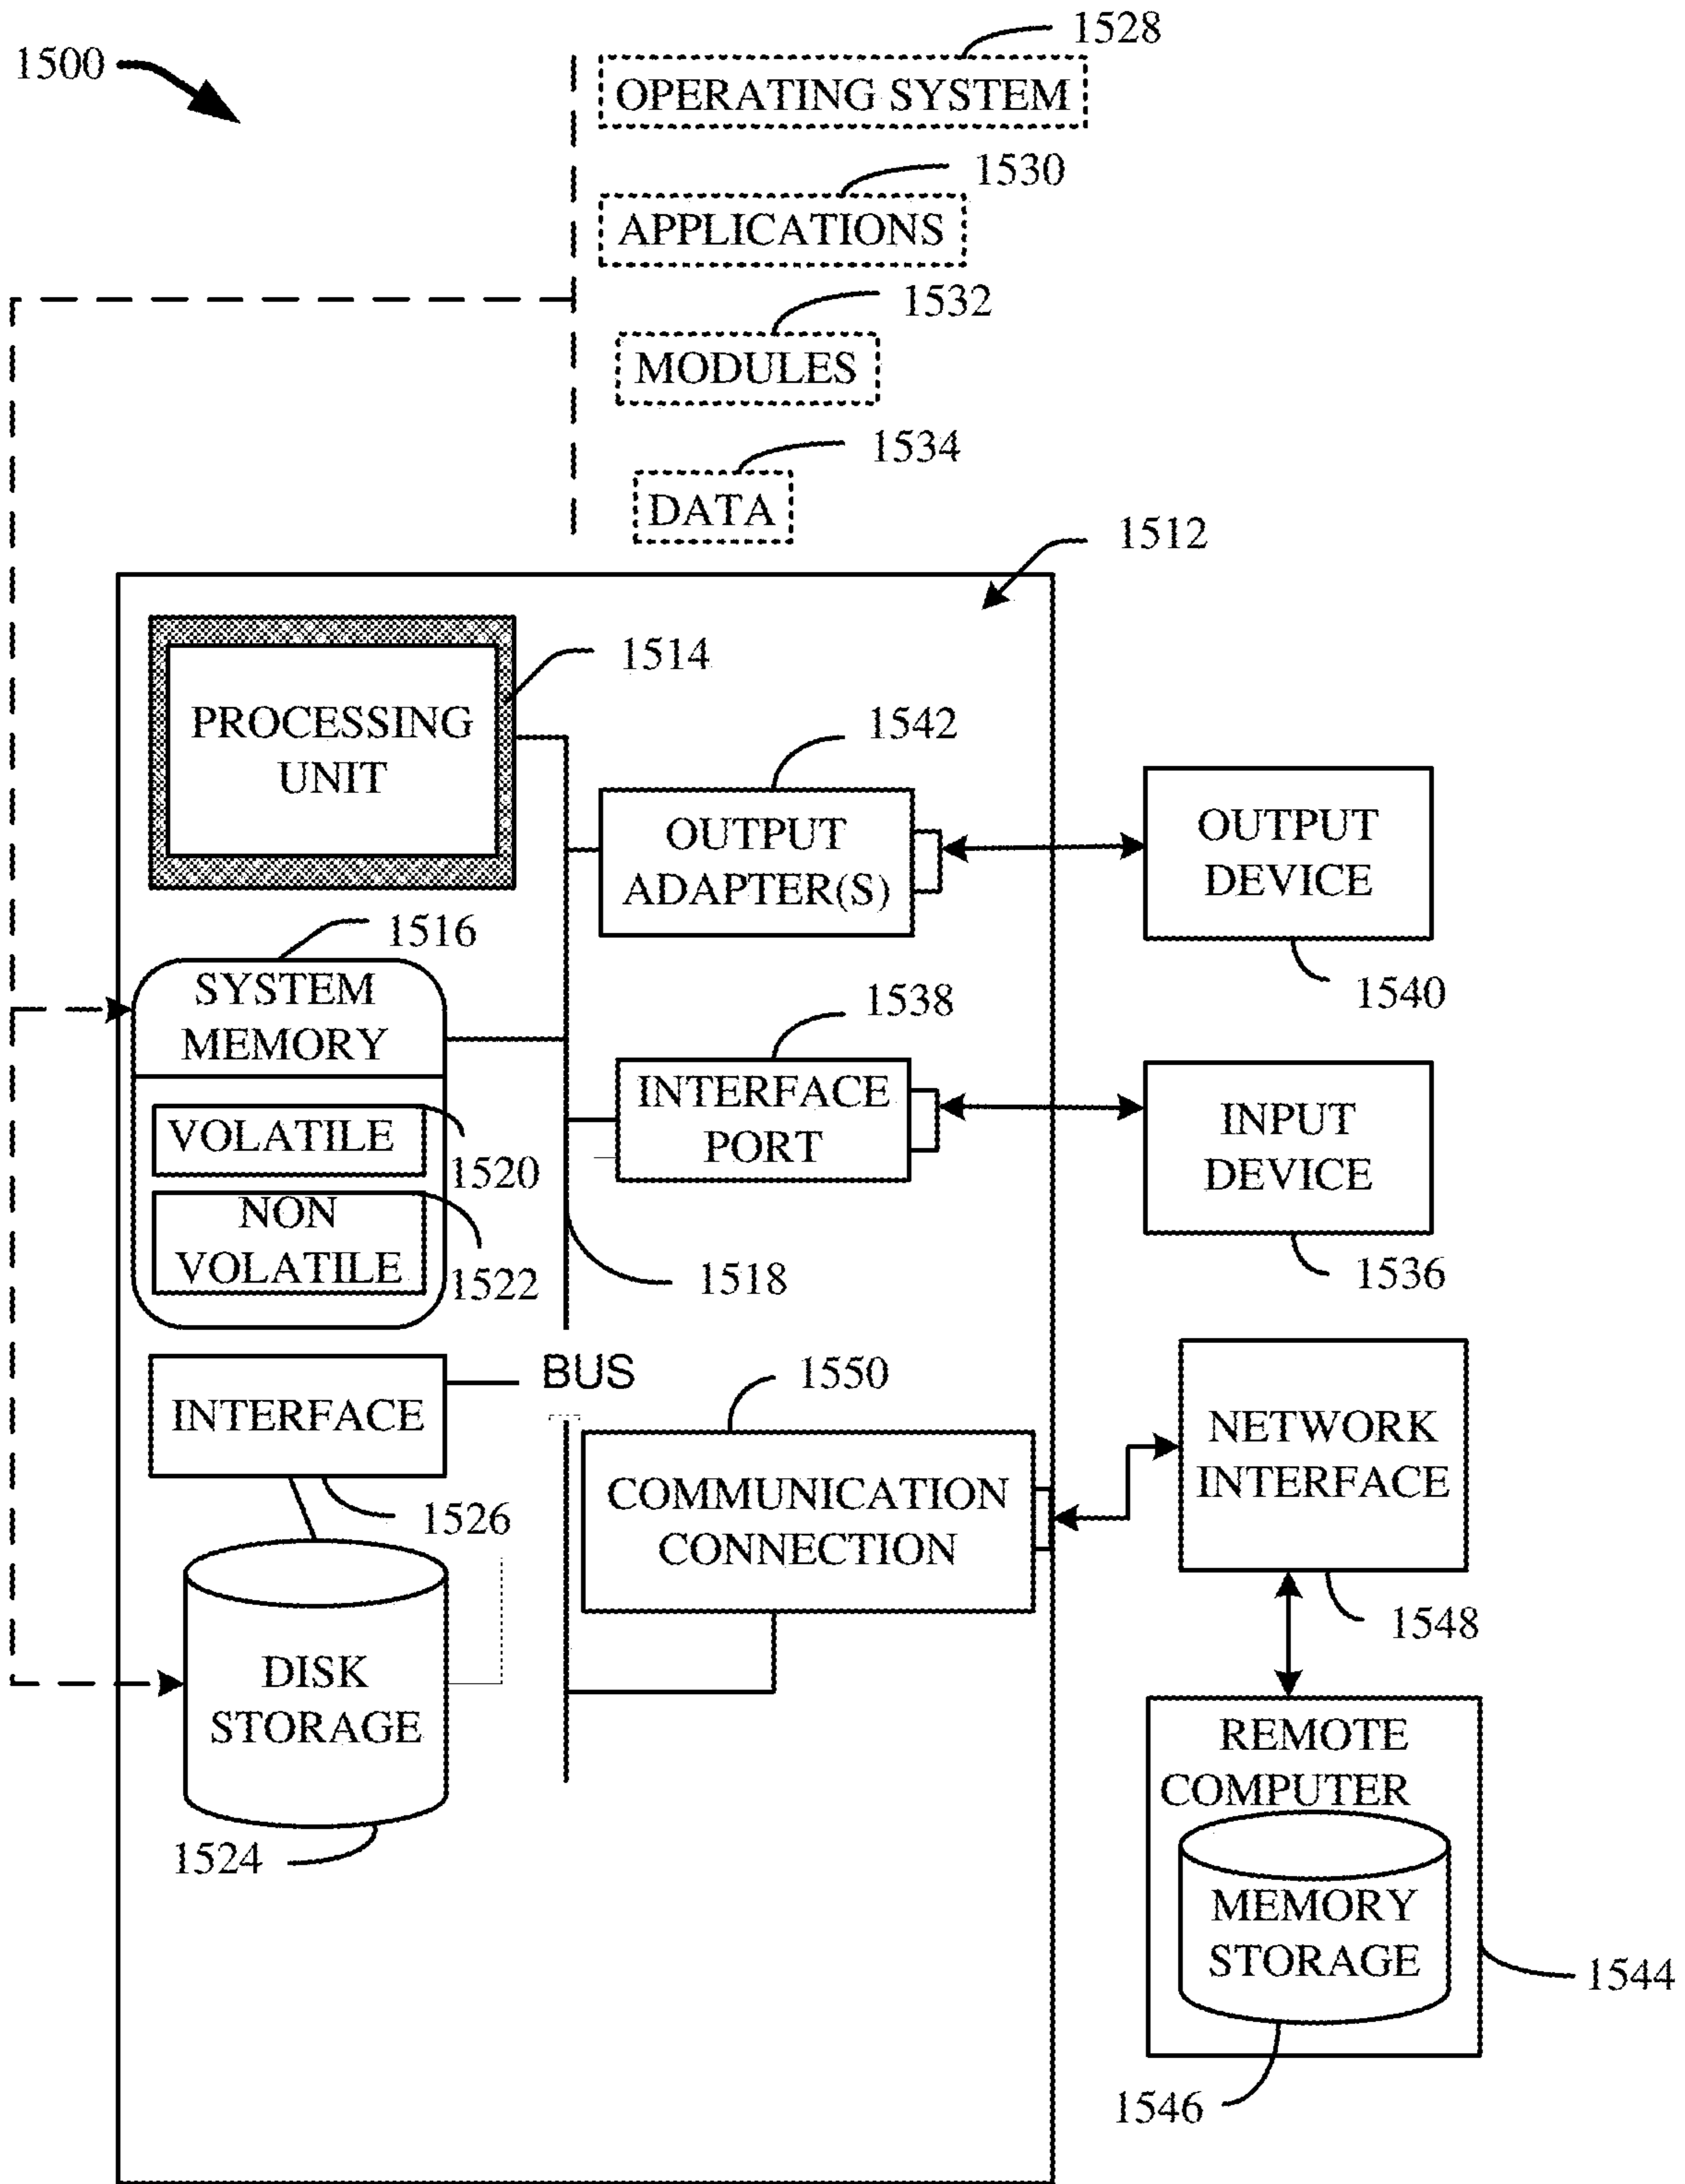 1528
1500
OPERATING SYSTEM
1530
APPLICATIONS
1532
MODULES
1534
DATA
1512
1514
PROCESSING
UNIT
1542
OUTPUT
ADAPTER(S)
OUTPUT
DEVICE
1540
1516
SYSTEM
MEMORY
VOLATILE
1520
NON
VOLATILE
1522
1538
INTERFACE
PORT
INPUT
DEVICE
1536
1518
BUS
INTERFACE
1526
1550
COMMUNICATION
CONNECTION
NETWORK
INTERFACE
1548
DISK
STORAGE
1524
REMOTE
COMPUTER
MEMORY
STORAGE
1544
1546